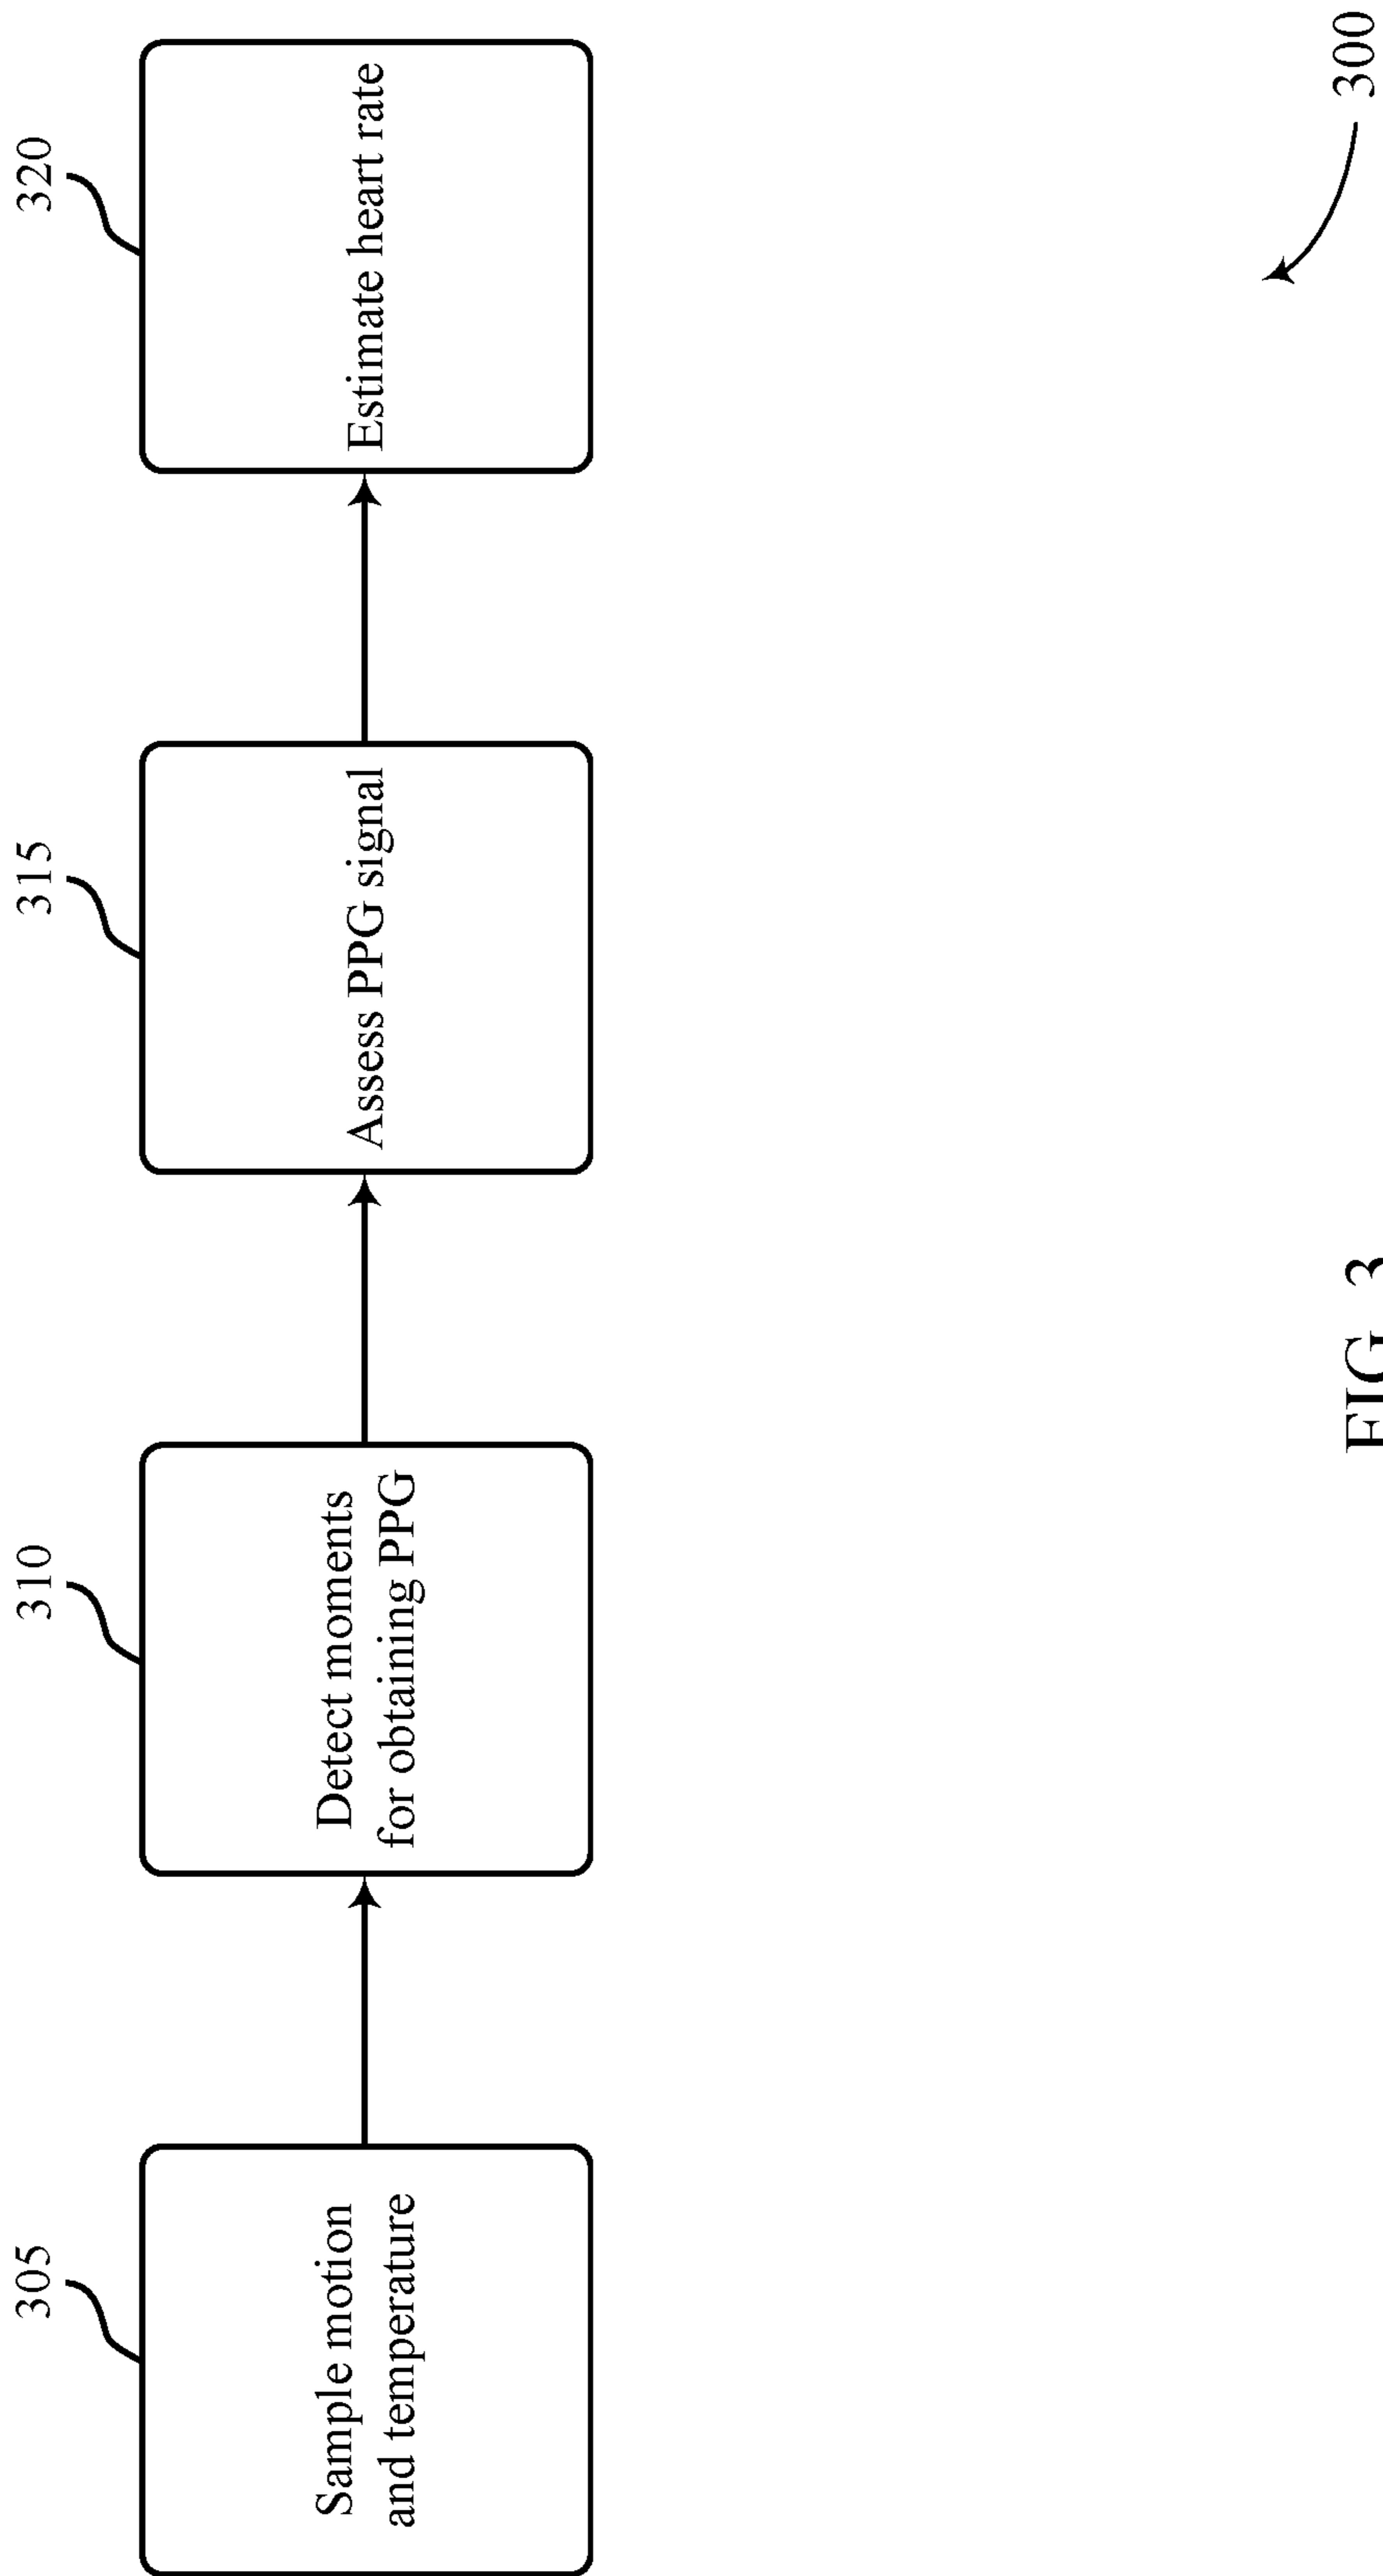 305
Sample motion
and temperature
310
Detect moments
for obtaining PPG
315
Assess PPG signal
320
Estimate heart rate
300
FIG. 3